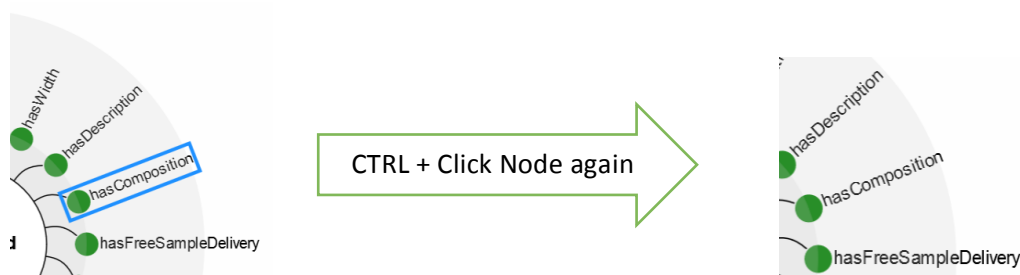 hasWidth
hasDescription
hasComposition
d
hasFreeSampleDelivery
CTRL + Click Node again
hasDescription
hasComposition
hasFreeSampleDelivery